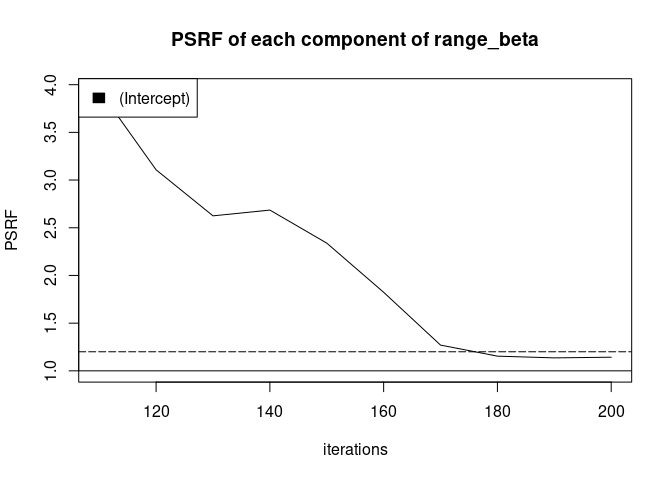 PSRF of each component of range_beta
(Intercept)
PSRF
4.0
3.5
3.0
2.5
2.0
1.5
1.0
120 140 160 180 200
iterations